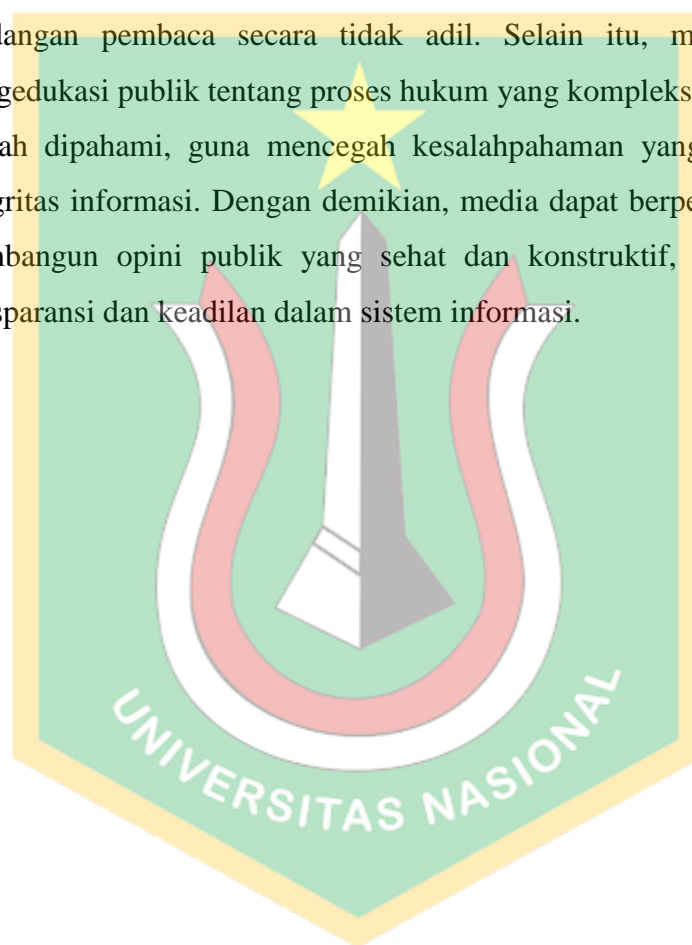 dangan pembaca secara tidak adil. Selain itu, m
gedukasi publik tentang proses hukum yang kompleks
ah dipahami, guna mencegah kesalahpahaman yang
gritas informasi. Dengan demikian, media dapat berpe
nbangun opini publik yang sehat dan konstruktif,
sparansi dan keadilan dalam sistem informasi.
UNIVERSITAS NASIONAL